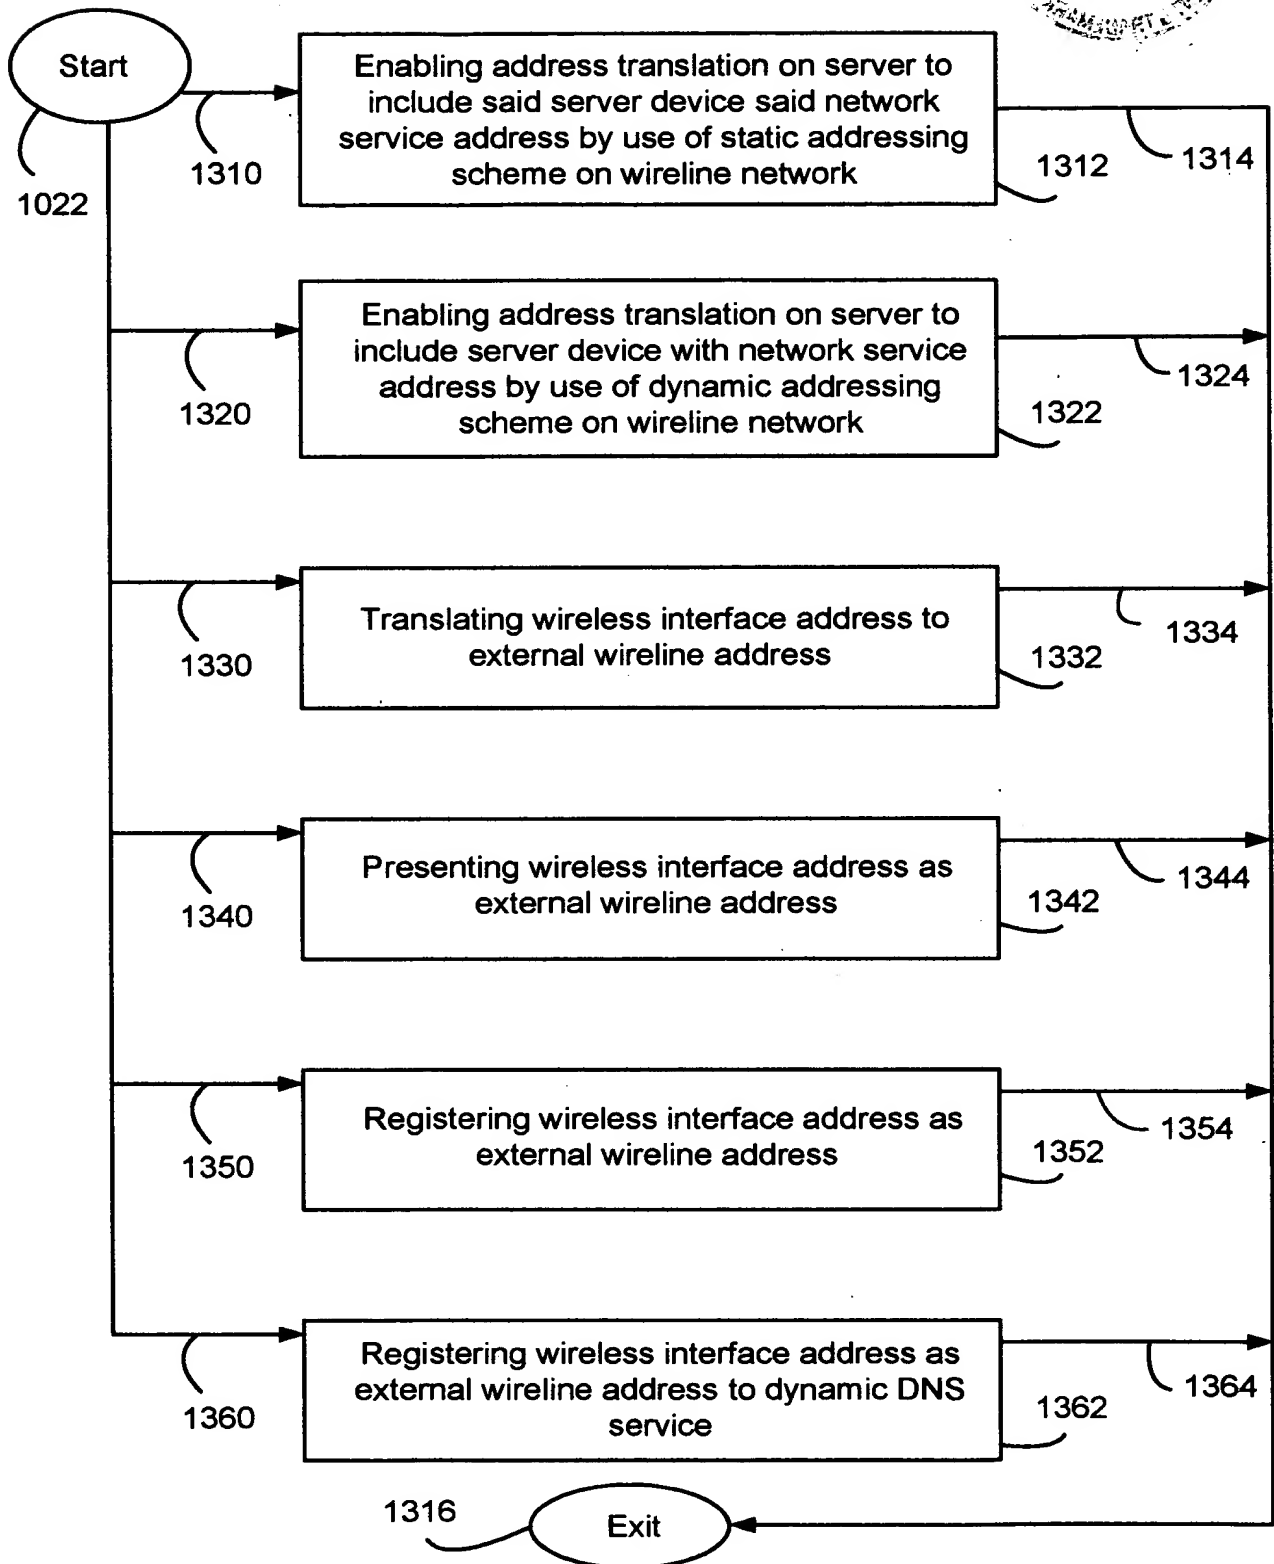 Start
1022
1310
Enabling address translation on server to
include said server device said network
service address by use of static addressing
scheme on wireline network
1312
1314
1320
Enabling address translation on server to
include server device with network service
address by use of dynamic addressing
scheme on wireline network
1322
1324
1330
Translating wireless interface address to
external wireline address
1332
1334
1340
Presenting wireless interface address as
external wireline address
1342
1344
1350
Registering wireless interface address as
external wireline address
1352
1354
1360
Registering wireless interface address as
external wireline address to dynamic DNS
service
1362
1364
1316
Exit